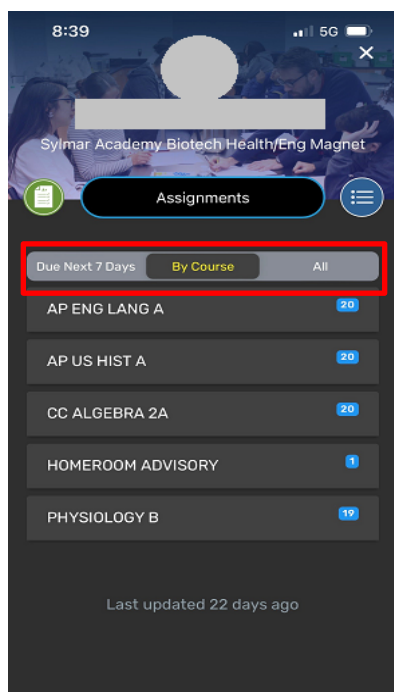 8:39 5G
Sylmar Academy Biotech Health/Eng Magnet
Assignments
Due Next 7 Days By Course All
AP ENG LANG A 20
AP US HIST A 20
CC ALGEBRA 2A 20
HOMEROOM ADVISORY 1
PHYSIOLOGY B 19
Last updated 22 days ago